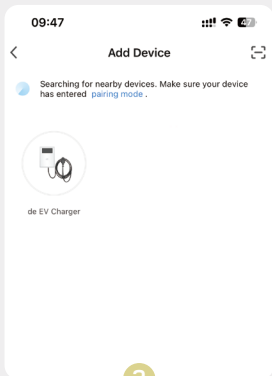 09:47
47
Add Device
Searching for nearby devices. Make sure your device
has entered pairing mode .
de EV Charger